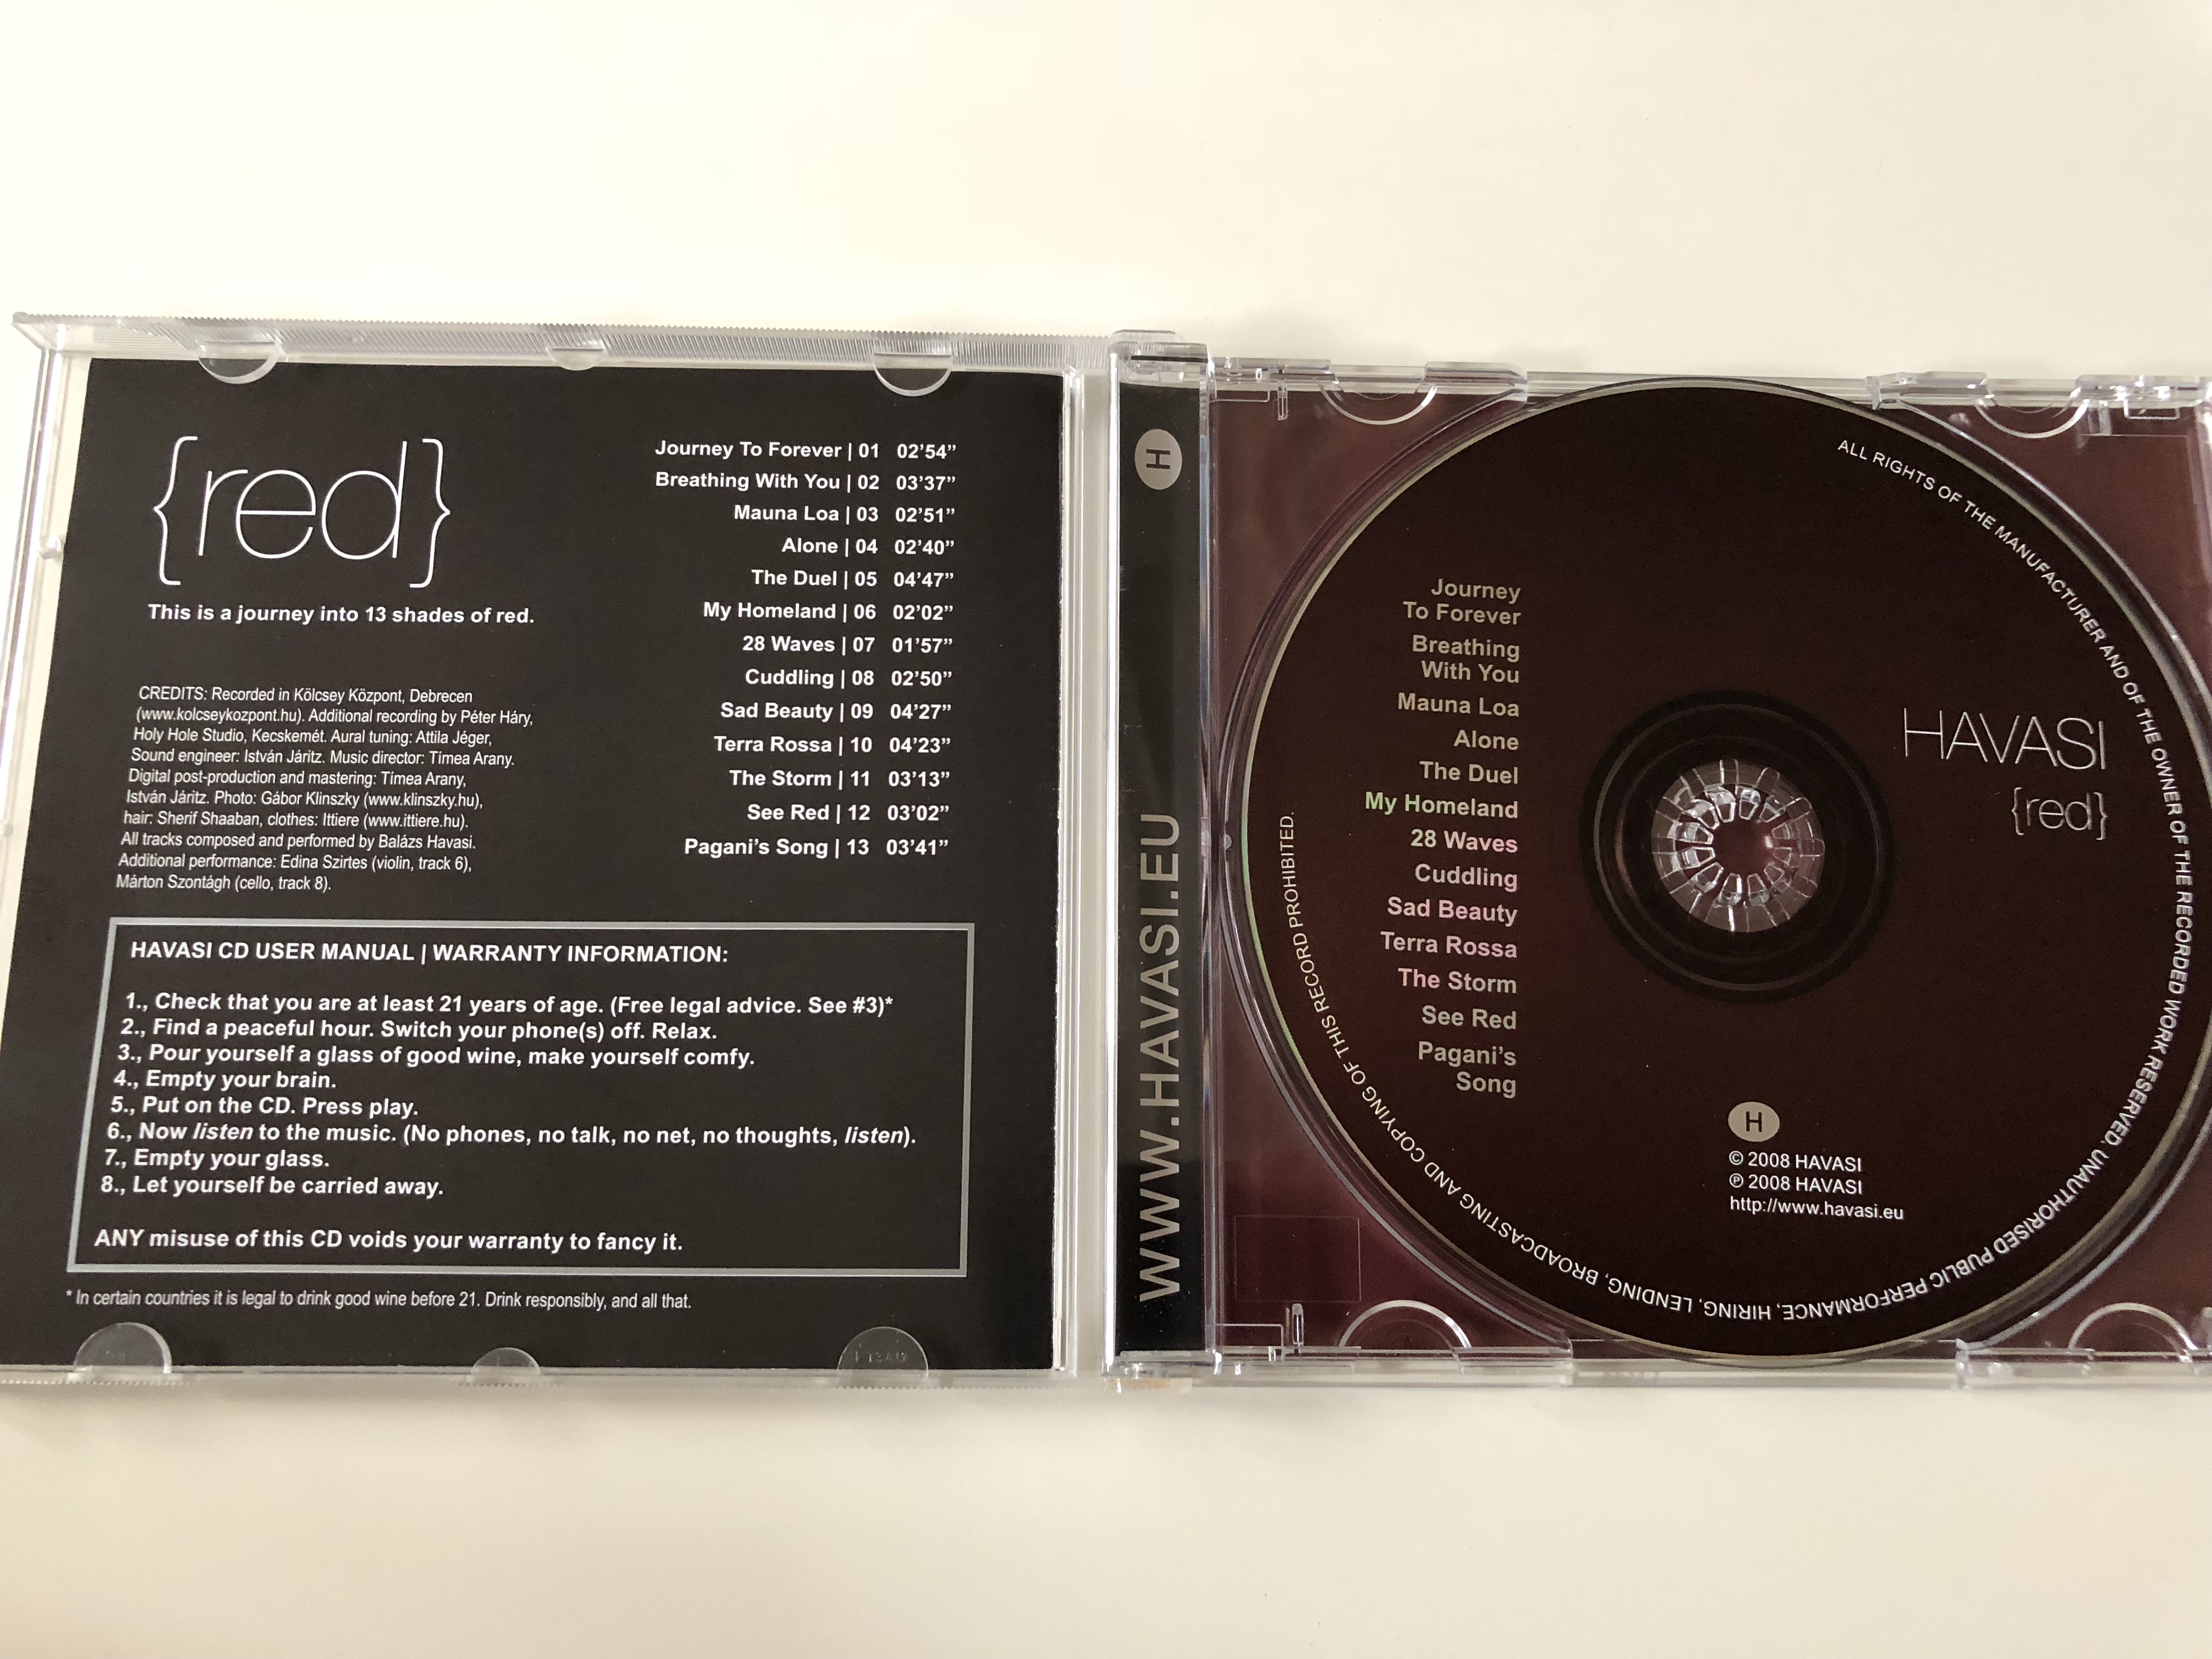 {red}
This is a journey into 13 shades of red.
CREDITS: Recorded in Kölcsey Központ, Debrecen
(www.kolcseykozpont.hu). Additional recording by Péter Háry,
Holy Hole Studio, Kecskemét. Aural tuning: Attila Jéger,
Sound engineer: István Járitz. Music director: Tímea Arany.
Digital post-production and mastering: Tímea Arany,
István Járitz. Photo: Gábor Klinszky (www.klinszky.hu),
hair: Sherif Shaaban, clothes: Ittiere (www.ittiere.hu).
All tracks composed and performed by Balázs Havasi.
Additional performance: Edina Szirtes (violin, track 6),
Márton Szontágh (cello, track 8).
Journey To Forever | 01 02’54”
Breathing With You | 02 03’37”
Mauna Loa | 03 02’51”
Alone | 04 02’40”
The Duel | 05 04’47”
My Homeland | 06 02’02”
28 Waves | 07 01’57”
Cuddling | 08 02’50”
Sad Beauty | 09 04’27”
Terra Rossa | 10 04’23”
The Storm | 11 03’13”
See Red | 12 03’02”
Pagani’s Song | 13 03’41”
HAVASI CD USER MANUAL | WARRANTY INFORMATION:
1., Check that you are at least 21 years of age. (Free legal advice. See #3)*
2., Find a peaceful hour. Switch your phone(s) off. Relax.
3., Pour yourself a glass of good wine, make yourself comfy.
4., Empty your brain.
5., Put on the CD. Press play.
6., Now listen to the music. (No phones, no talk, no net, no thoughts, listen).
7., Empty your glass.
8., Let yourself be carried away.
ANY misuse of this CD voids your warranty to fancy it.
* In certain countries it is legal to drink good wine before 21. Drink responsibly, and all that.
H
WWW.HAVASI.EU
Journey
To Forever
Breathing
With You
Mauna Loa
Alone
The Duel
My Homeland
28 Waves
Cuddling
Sad Beauty
Terra Rossa
The Storm
See Red
Pagani’s
Song
HAVASI
{red}
H
© 2008 HAVASI
℗ 2008 HAVASI
http://www.havasi.eu
ALL RIGHTS OF THE MANUFACTURER AND OF THE OWNER OF THE RECORDED WORK RESERVED. UNAUTHORISED PUBLIC PERFORMANCE, HIRING, LENDING, BROADCASTING AND COPYING OF THIS RECORD PROHIBITED.